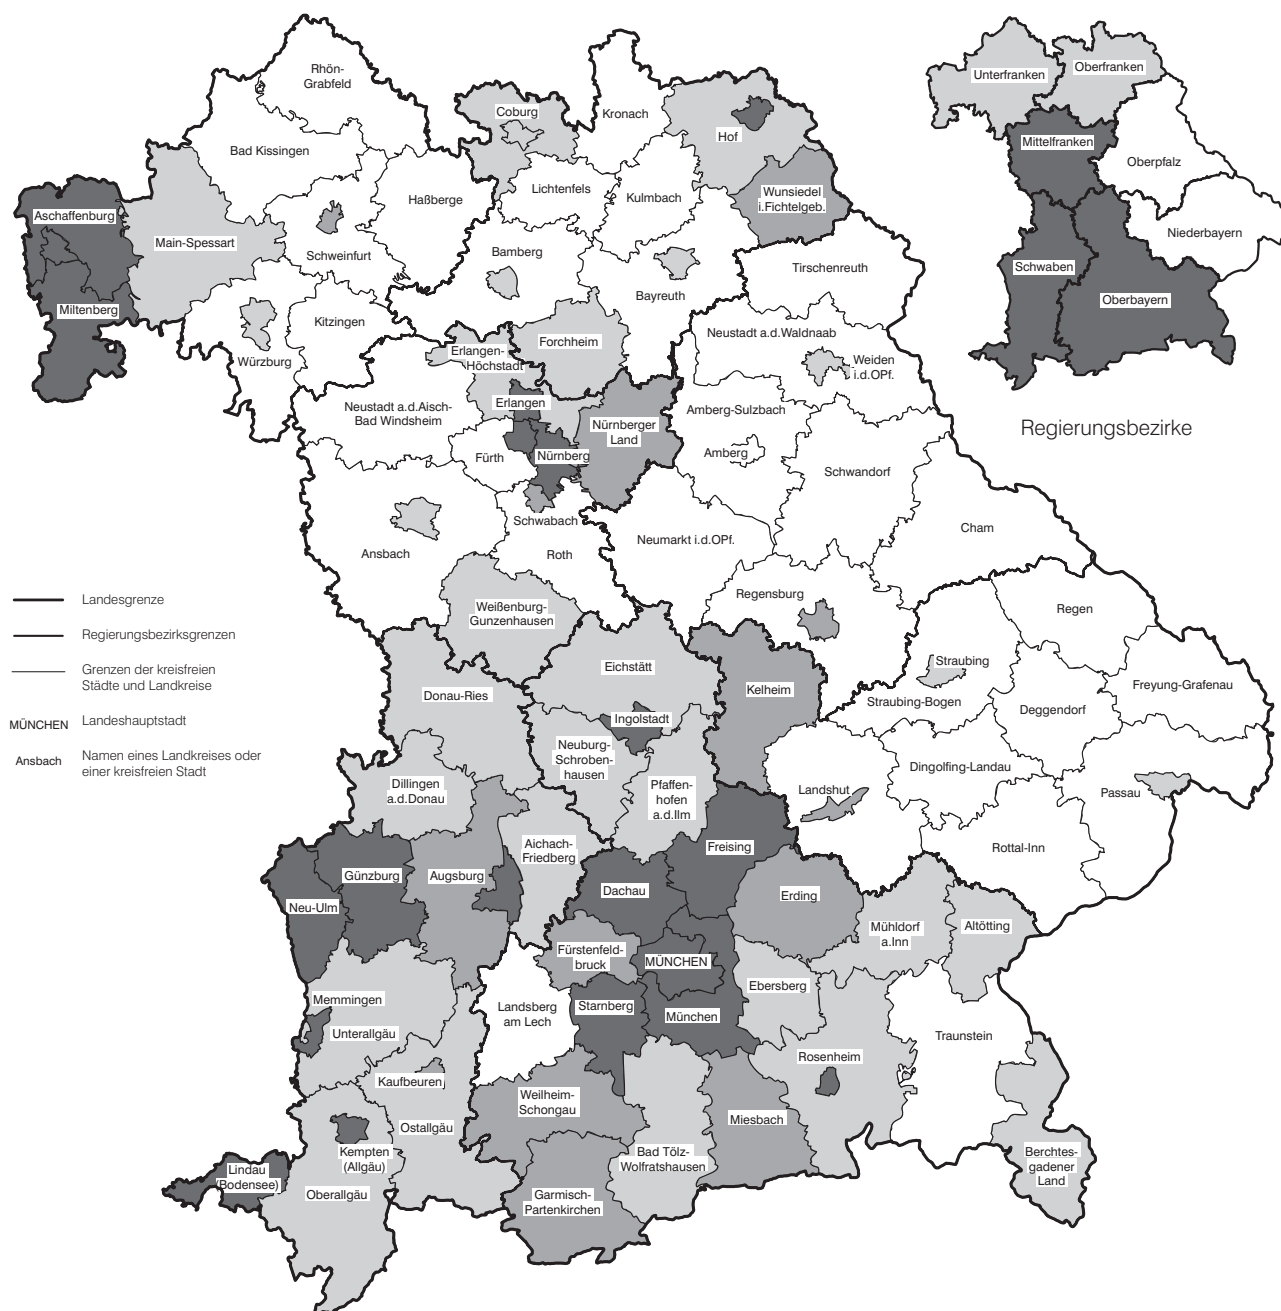 Rhön-
Grabfeld
Coburg
Kronach
Hof
Bad Kissingen
Lichtenfels
Kulmbach
Wunsiedel
i.Fichtelgeb.
Haßberge
Aschaffenburg
Main-Spessart
Schweinfurt
Bamberg
Bayreuth
Tirschenreuth
Miltenberg
Kitzingen
Würzburg
Erlangen-
Höchstadt
Forchheim
Neustadt a.d.Waldnaab
Weiden
i.d.OPf.
Neustadt a.d.Aisch-
Bad Windsheim
Erlangen
Nürnberger
Land
Amberg-Sulzbach
Amberg
Fürth
Nürnberg
Schwandorf
Schwabach
Ansbach
Roth
Neumarkt i.d.OPf.
Cham
Weißenburg-
Gunzenhausen
Regensburg
Regen
Eichstätt
Straubing
Donau-Ries
Kelheim
Freyung-Grafenau
Straubing-Bogen
Deggendorf
Ingolstadt
Neuburg-
Schroben-
hausen
Dingolfing-Landau
Dillingen
a.d.Donau
Pfaffen-
hofen
a.d.Ilm
Landshut
Passau
Aichach-
Friedberg
Freising
Rottal-Inn
Günzburg
Augsburg
Dachau
Erding
Neu-Ulm
Mühldorf
a.Inn
Altötting
Fürstenfeld-
bruck
MÜNCHEN
Ebersberg
Memmingen
Landsberg
am Lech
Starnberg
München
Unterallgäu
Traunstein
Rosenheim
Kaufbeuren
Weilheim-
Schongau
Miesbach
Ostallgäu
Kempten
(Allgäu)
Bad Tölz-
Wolfratshausen
Berchtes-
gadener
Land
Lindau
(Bodensee)
Oberallgäu
Garmisch-
Partenkirchen
Unterfranken
Oberfranken
Mittelfranken
Oberpfalz
Niederbayern
Schwaben
Oberbayern
Regierungsbezirke
Landesgrenze
Regierungsbezirksgrenzen
Grenzen der kreisfreien
Städte und Landkreise
MÜNCHEN Landeshauptstadt
Ansbach Namen eines Landkreises oder
einer kreisfreien Stadt